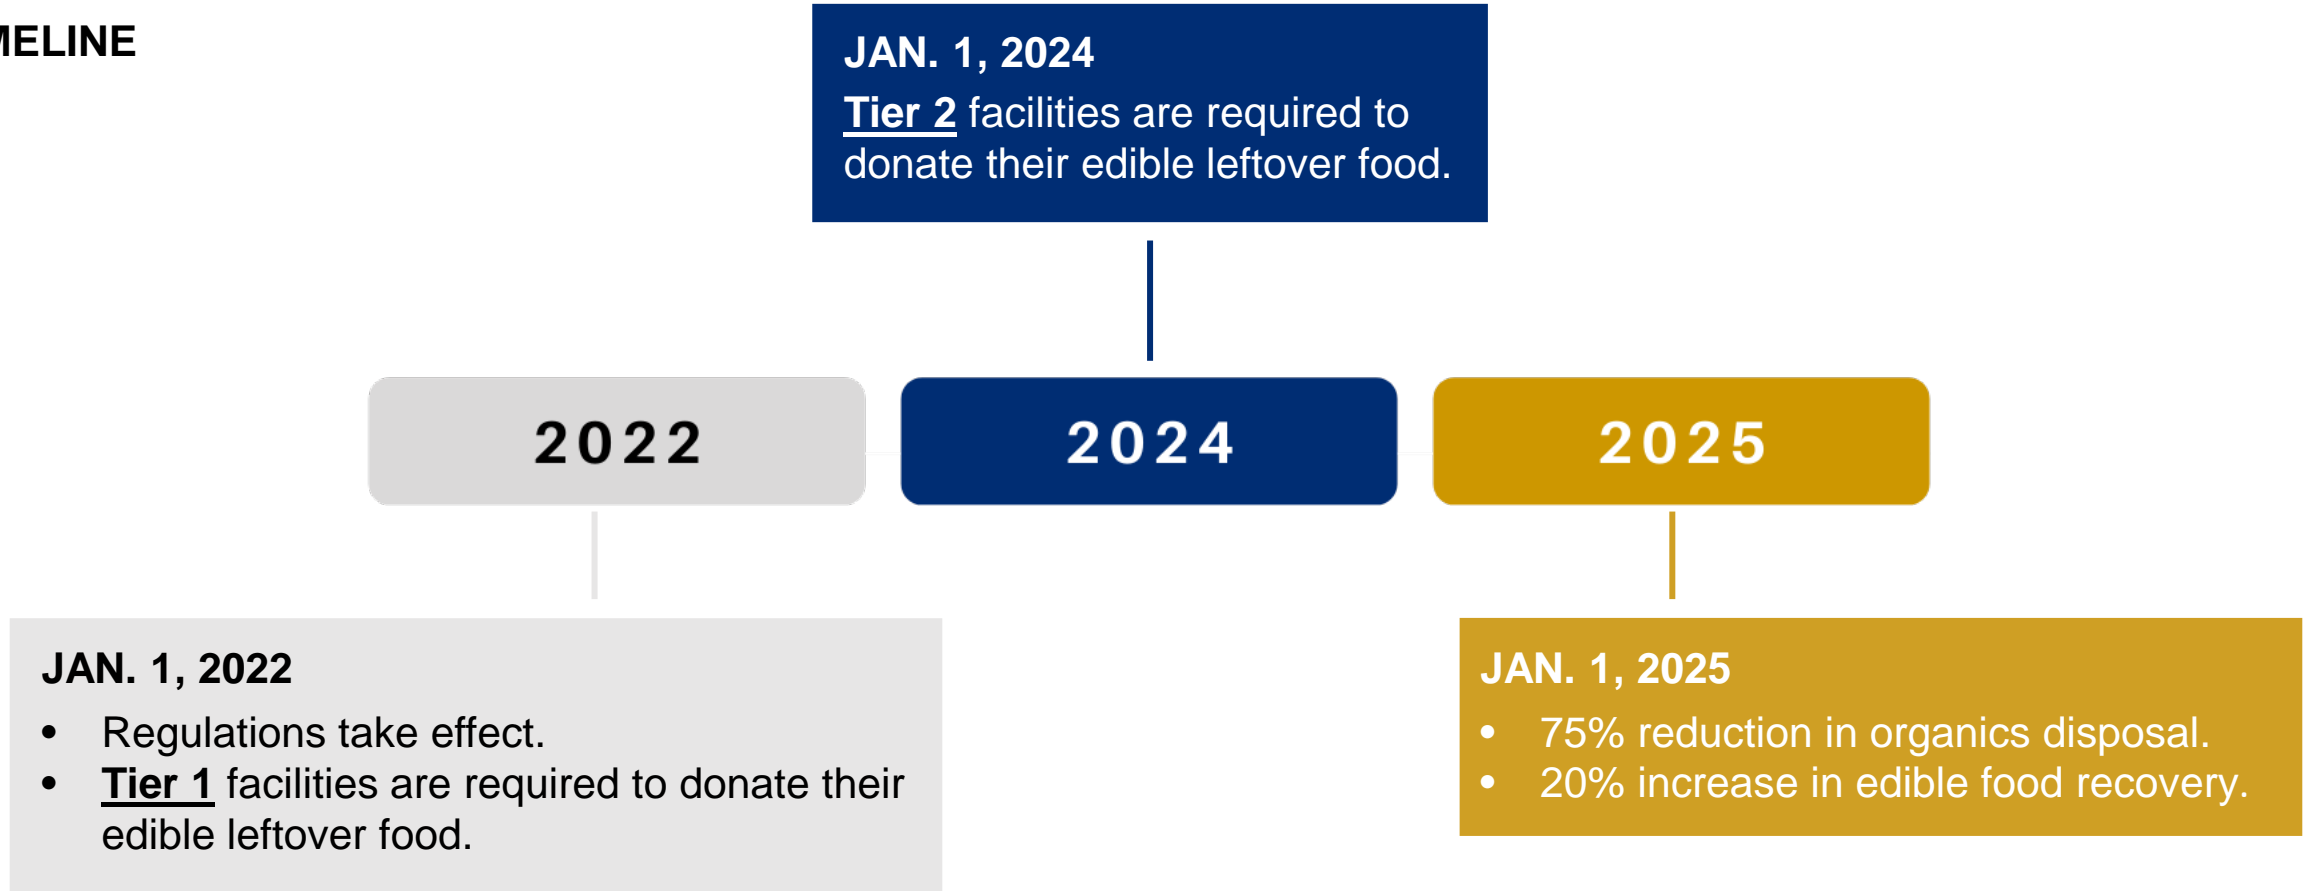 MELINE
JAN. 1, 2024
Tier 2 facilities are required to
donate their edible leftover food.
2022
2024
2025
JAN. 1, 2022
• Regulations take effect.
• Tier 1 facilities are required to donate their
edible leftover food.
JAN. 1, 2025
• 75% reduction in organics disposal.
• 20% increase in edible food recovery.